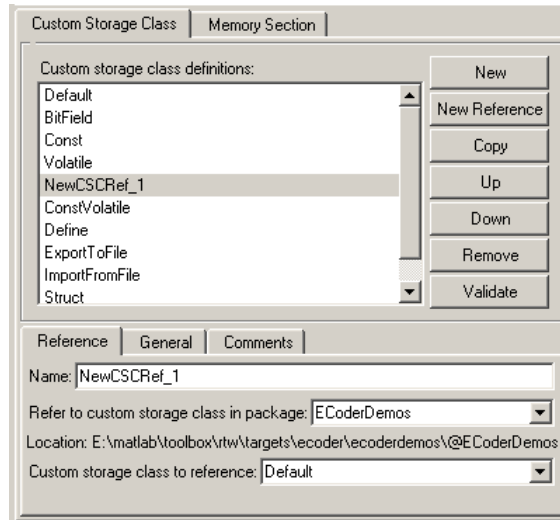 Custom Storage Class
Memory Section
Custom storage class definitions:
Default
BitField
Const
Volatile
NewCSCRef_1
ConstVolatile
Define
ExportToFile
ImportFromFile
Struct
New
New Reference
Copy
Up
Down
Remove
Validate
Reference
General
Comments
Name: NewCSCRef_1
Refer to custom storage class in package: ECoderDemos
Location: E:\matlab\toolbox\rtw\targets\ecoder\ecoderdemos\@ECoderDemos
Custom storage class to reference: Default